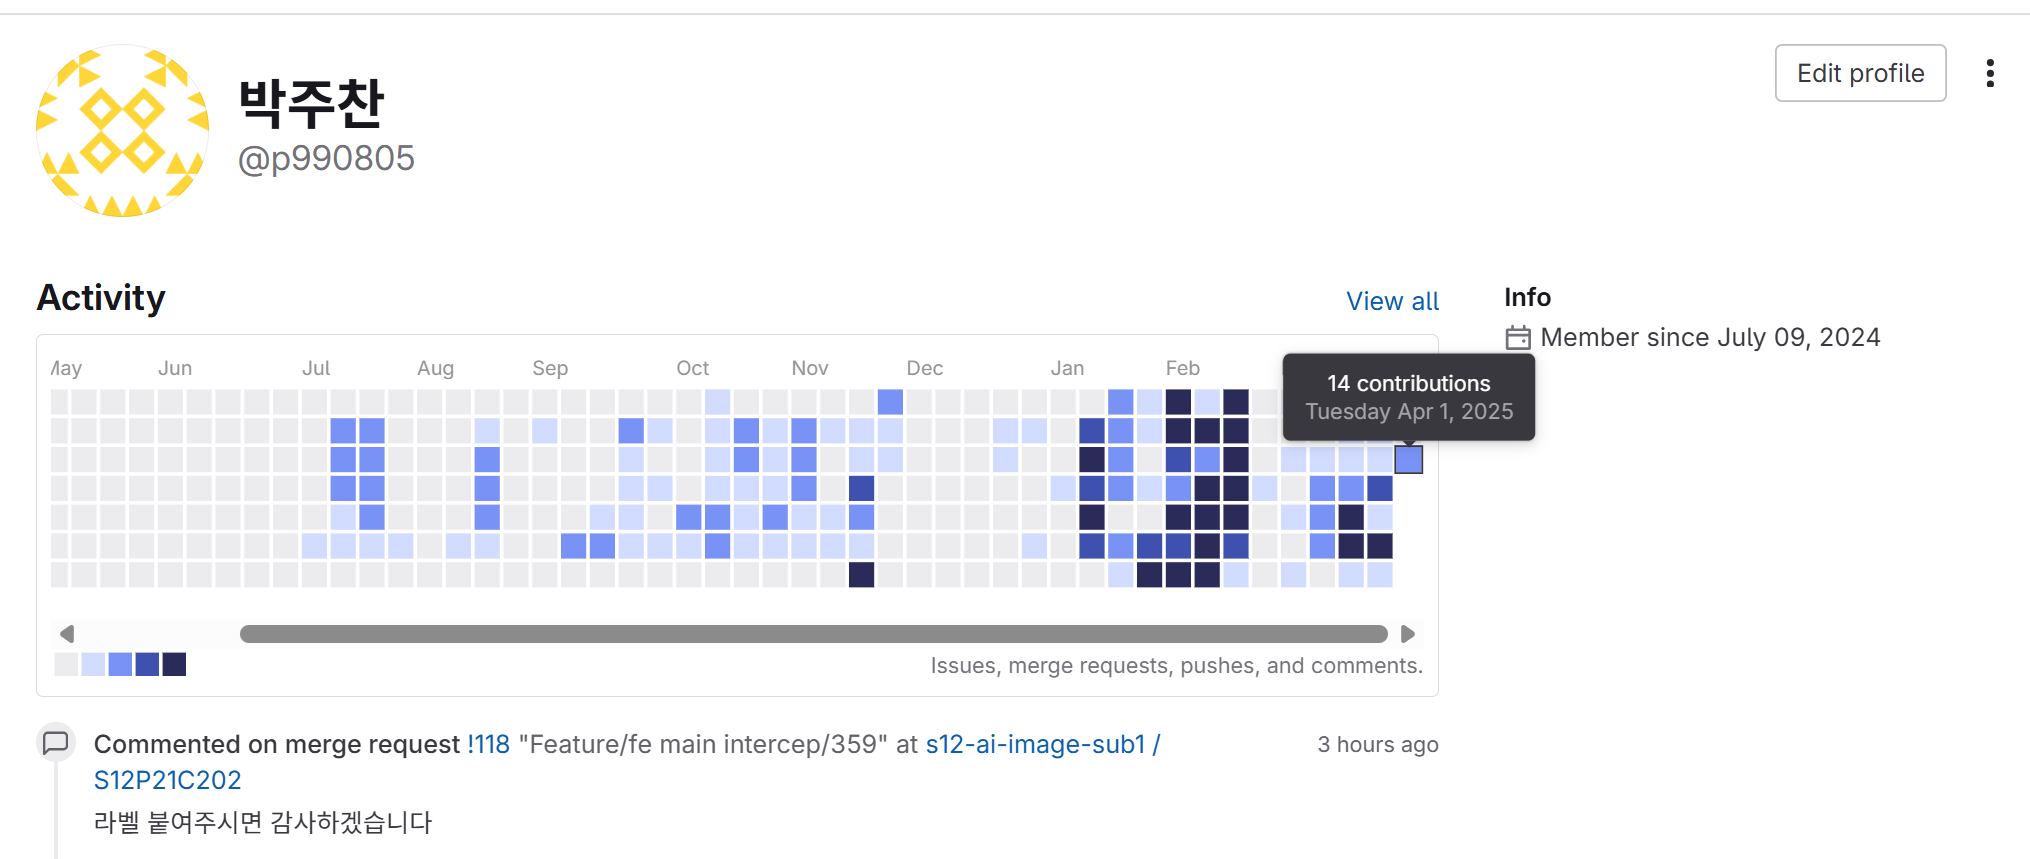 박주찬
@p990805
Edit profile
Activity
View all
May Jun Jul Aug Sep Oct Nov Dec Jan Feb
14 contributions
Tuesday Apr 1, 2025
Issues, merge requests, pushes, and comments.
Info
Member since July 09, 2024
Commented on merge request !118 "Feature/fe main intercep/359" at s12-ai-image-sub1 /
S12P21C202
3 hours ago
라벨 붙여주시면 감사하겠습니다